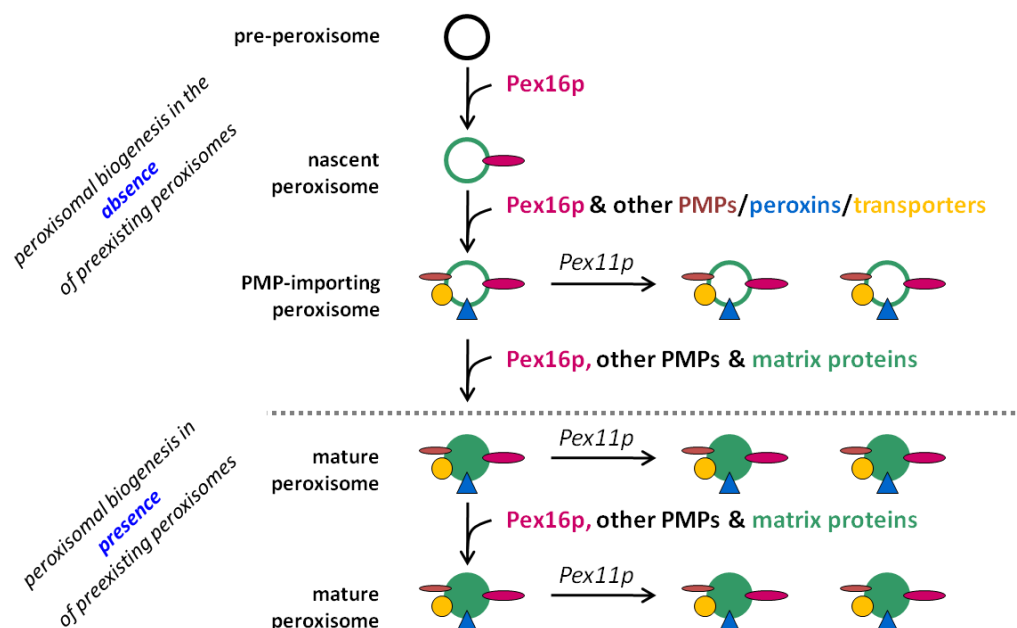 pre-peroxisome
Pex16p
nascent
peroxisome
Pex16p & other PMPs/peroxins/transporters
peroxisomal biogenesis in the
absence
of preexisting peroxisomes
PMP-importing
peroxisome
Pex11p
Pex16p, other PMPs & matrix proteins
mature
peroxisome
Pex11p
peroxisomal biogenesis in
presence
of preexisting peroxisomes
Pex16p, other PMPs & matrix proteins
mature
peroxisome
Pex11p